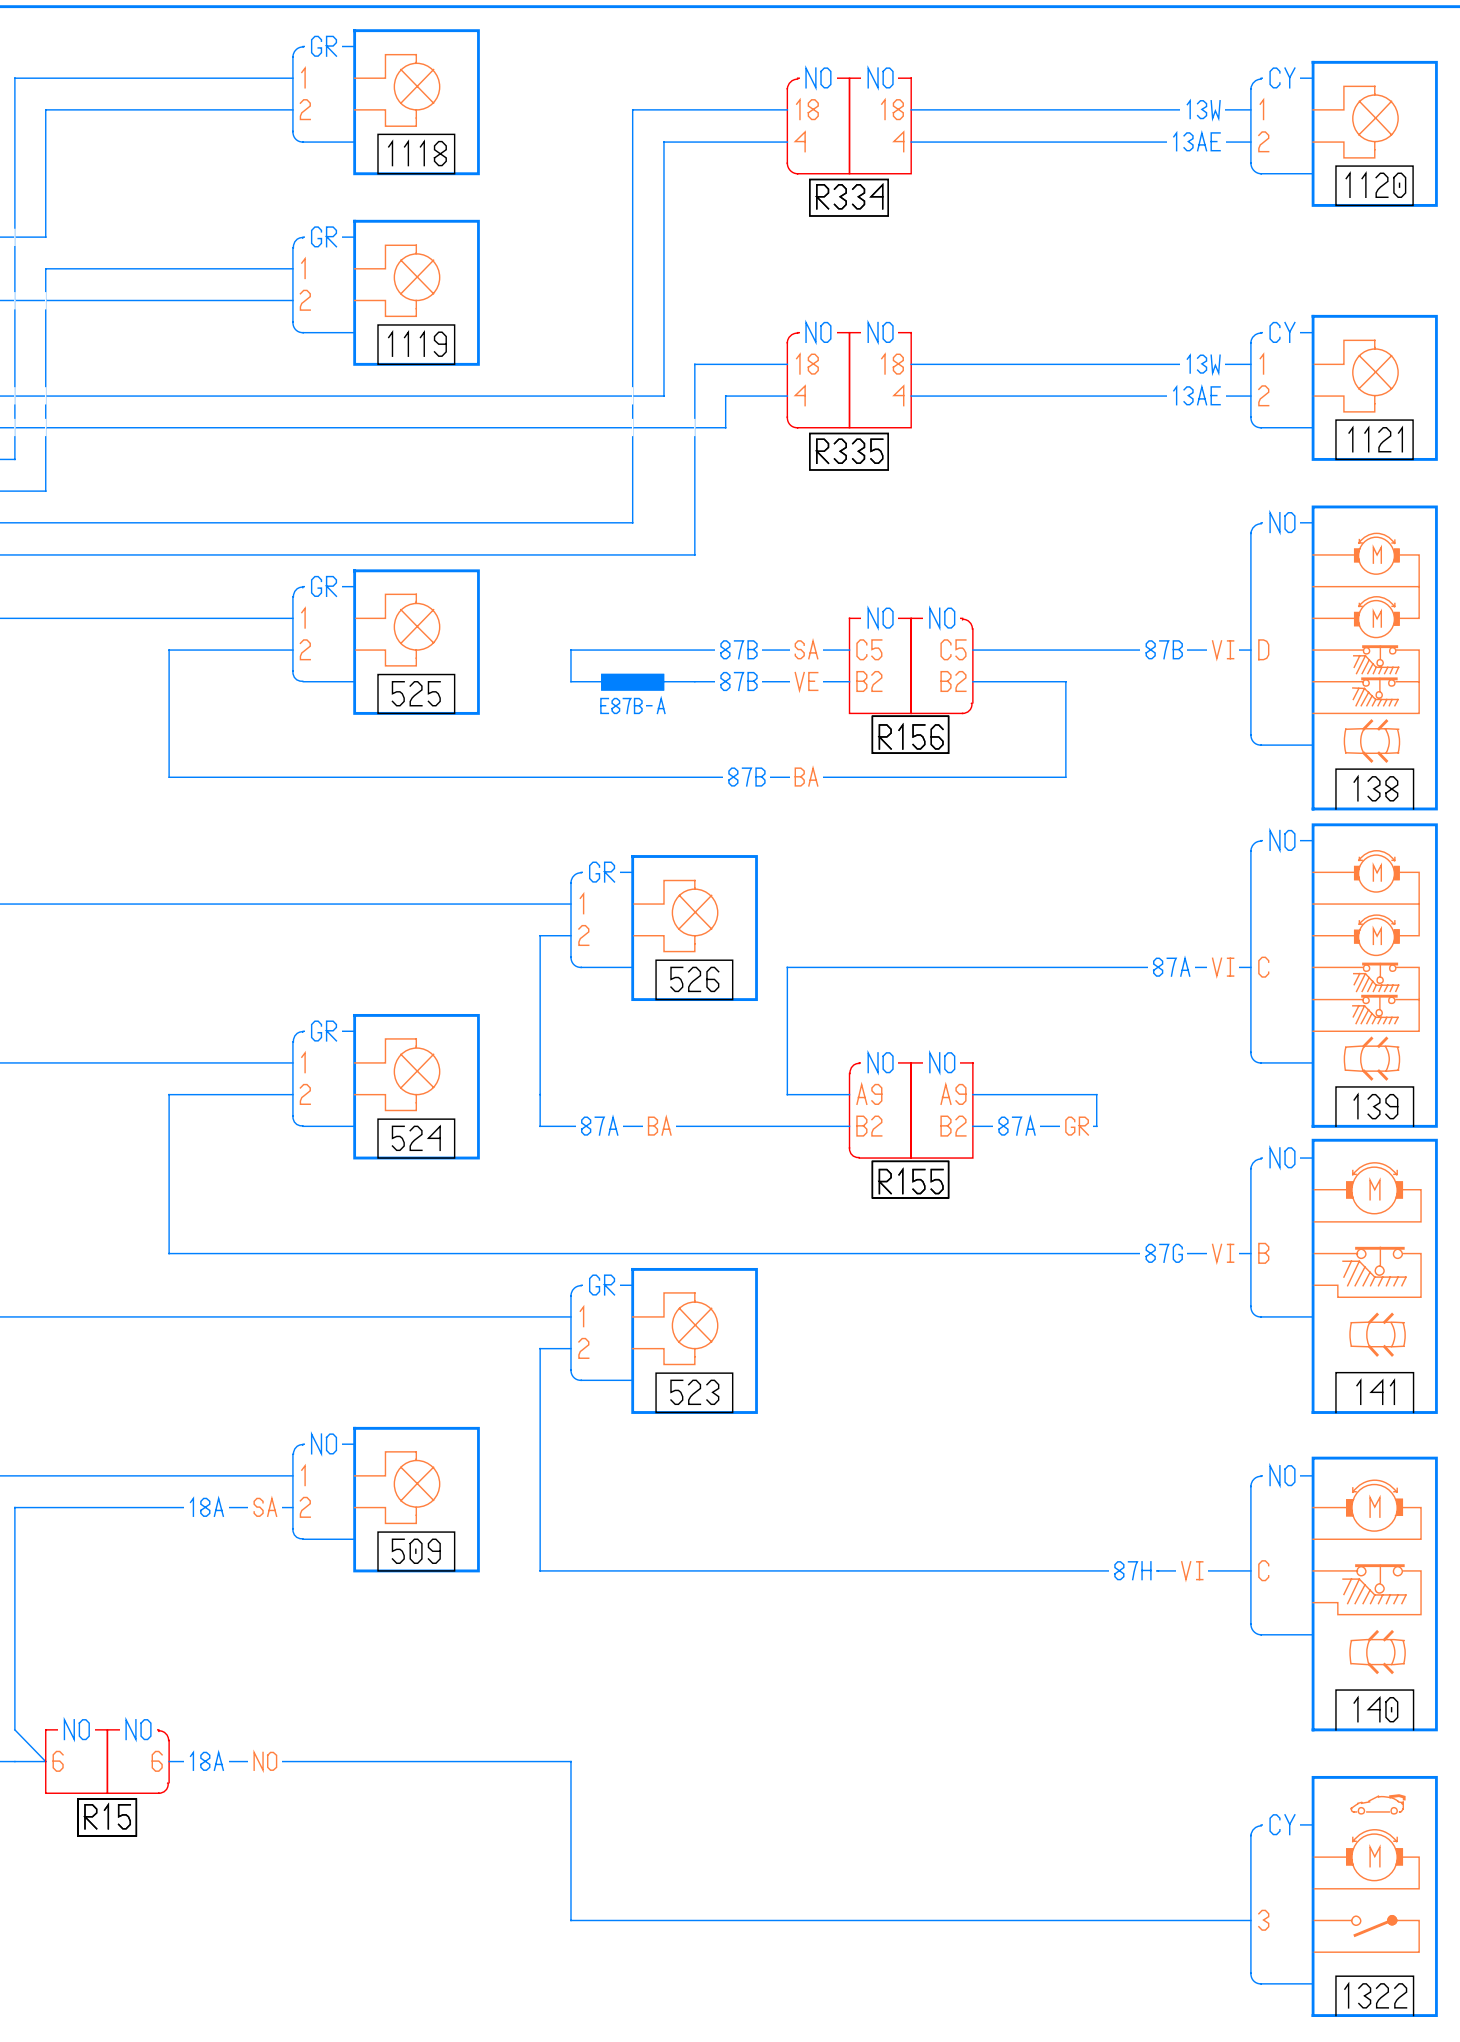 GR
1
2
1118
NO NO
18 18
4 4
R334
13W
13AE
CY
1
2
1120
GR
1
2
1119
NO NO
18 18
4 4
R335
13W
13AE
CY
1
2
1121
GR
1
2
525
87B SA
87B VE
E87B-A
NO NO
C5 C5
B2 B2
R156
87B VI
87B BA
NO
D
M
M
138
GR
1
2
526
NO
87A VI C
M
M
139
GR
1
2
524
87A BA
NO NO
A9 A9
B2 B2
R155
87A GR
NO
M
87G VI B
141
GR
1
2
523
NO
1
18A SA 2
509
NO
M
87H VI C
140
NO NO
6 6
R15
18A NO
CY
M
3
1322